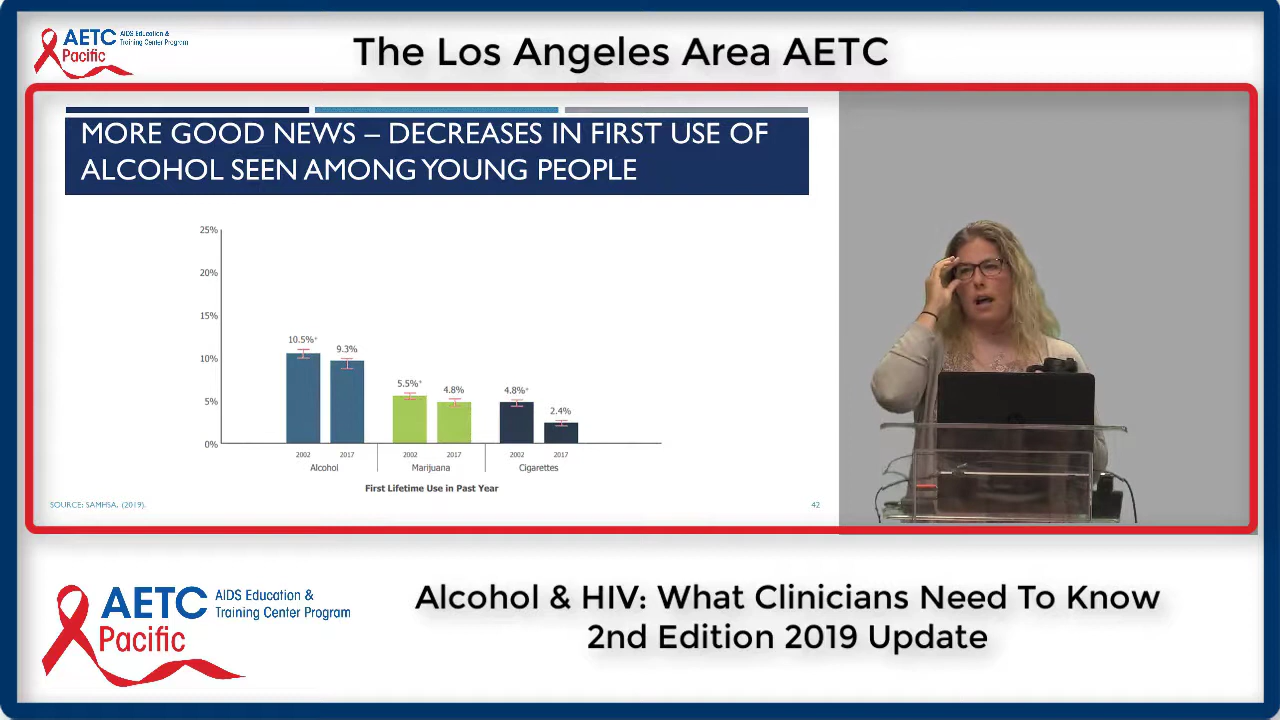 AETC AIDS Education &
Training Center Program
Pacific
The Los Angeles Area AETC
MORE GOOD NEWS – DECREASES IN FIRST USE OF
ALCOHOL SEEN AMONG YOUNG PEOPLE
25%
20%
15%
10%
5%
0%
10.5%+
9.3%
5.5%+
4.8%
4.8%+
2.4%
2002 2017 2002 2017 2002 2017
Alcohol Marijuana Cigarettes
First Lifetime Use in Past Year
SOURCE: SAMHSA, (2019).
42
AETC AIDS Education &
Training Center Program
Pacific
Alcohol & HIV: What Clinicians Need To Know
2nd Edition 2019 Update